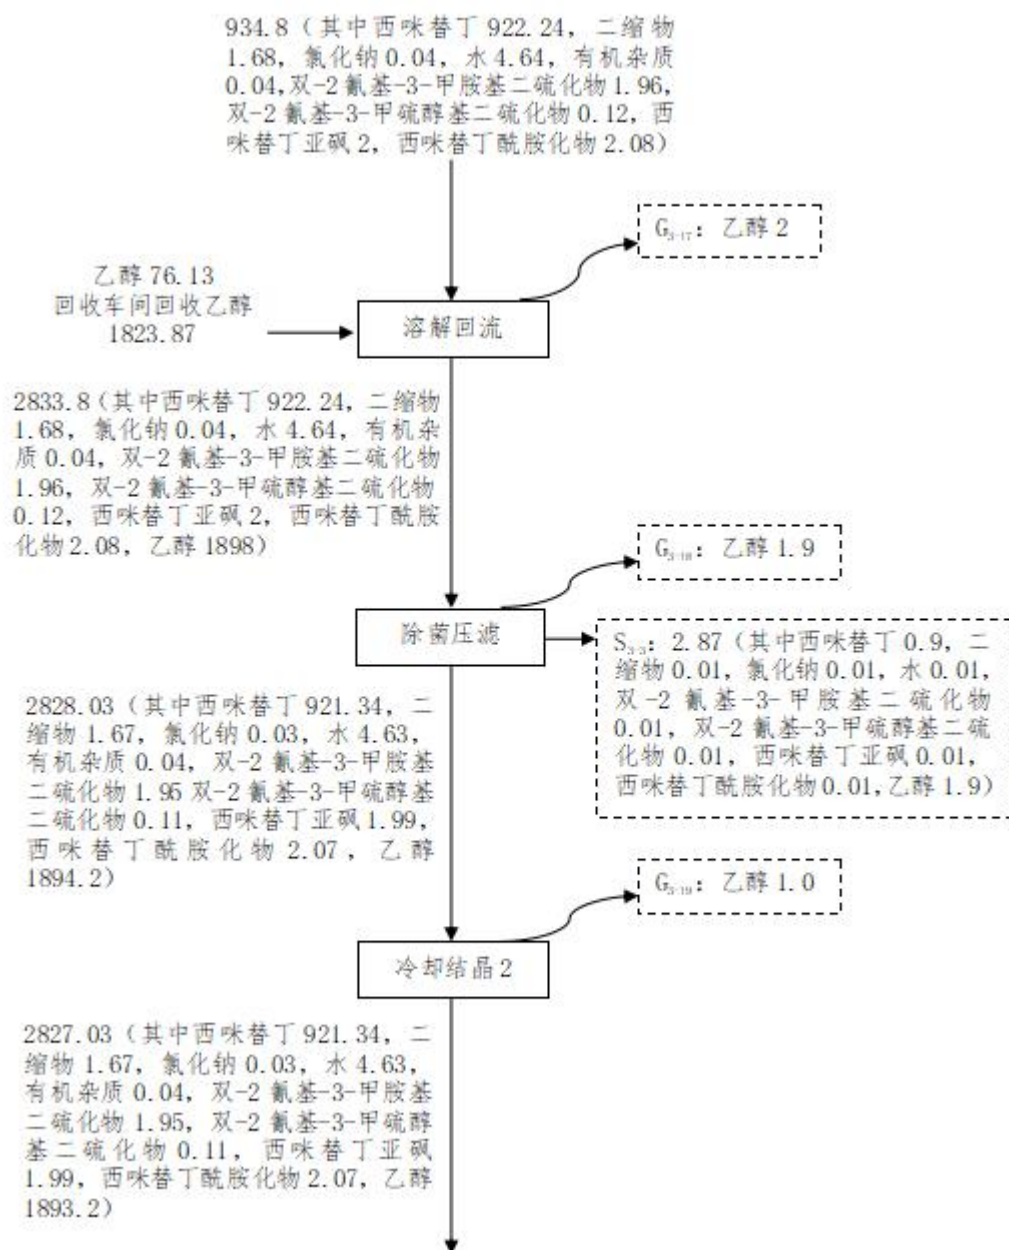 934.8（其中西咪替丁 922.24，二缩物
1.68，氯化钠 0.04，水 4.64，有机杂质
0.04,双-2 氰基-3-甲胺基二硫化物 1.96,
双-2 氰基-3-甲硫醇基二硫化物 0.12，西
咪替丁亚砜 2，西咪替丁酰胺化物 2.08）
G₃₋₁₇：乙醇 2
乙醇 76.13
回收车间回收乙醇
1823.87
溶解回流
2833.8（其中西咪替丁 922.24，二缩物
1.68，氯化钠 0.04，水 4.64，有机杂
质 0.04，双-2 氰基-3-甲胺基二硫化物
1.96，双-2 氰基-3-甲硫醇基二硫化物
0.12，西咪替丁亚砜 2，西咪替丁酰胺
化物 2.08，乙醇 1898）
G₃₋₁₈：乙醇 1.9
除菌压滤
S₃₋₃：2.87（其中西咪替丁 0.9，二
缩物 0.01，氯化钠 0.01，水 0.01，
双-2 氰基-3-甲胺基二硫化物
0.01，双-2 氰基-3-甲硫醇基二硫
化物 0.01，西咪替丁亚砜 0.01，
西咪替丁酰胺化物 0.01,乙醇 1.9）
2828.03（其中西咪替丁 921.34，二
缩物 1.67，氯化钠 0.03，水 4.63，
有机杂质 0.04，双-2 氰基-3-甲胺基
二硫化物 1.95 双-2 氰基-3-甲硫醇基
二硫化物 0.11，西咪替丁亚砜 1.99，
西咪替丁酰胺化物 2.07，乙醇
1894.2）
G₃₋₁₉：乙醇 1.0
冷却结晶 2
2827.03（其中西咪替丁 921.34，二
缩物 1.67，氯化钠 0.03，水 4.63，
有机杂质 0.04，双-2 氰基-3-甲胺基
二硫化物 1.95，双-2 氰基-3-甲硫醇
基二硫化物 0.11，西咪替丁亚砜
1.99，西咪替丁酰胺化物 2.07，乙醇
1893.2）